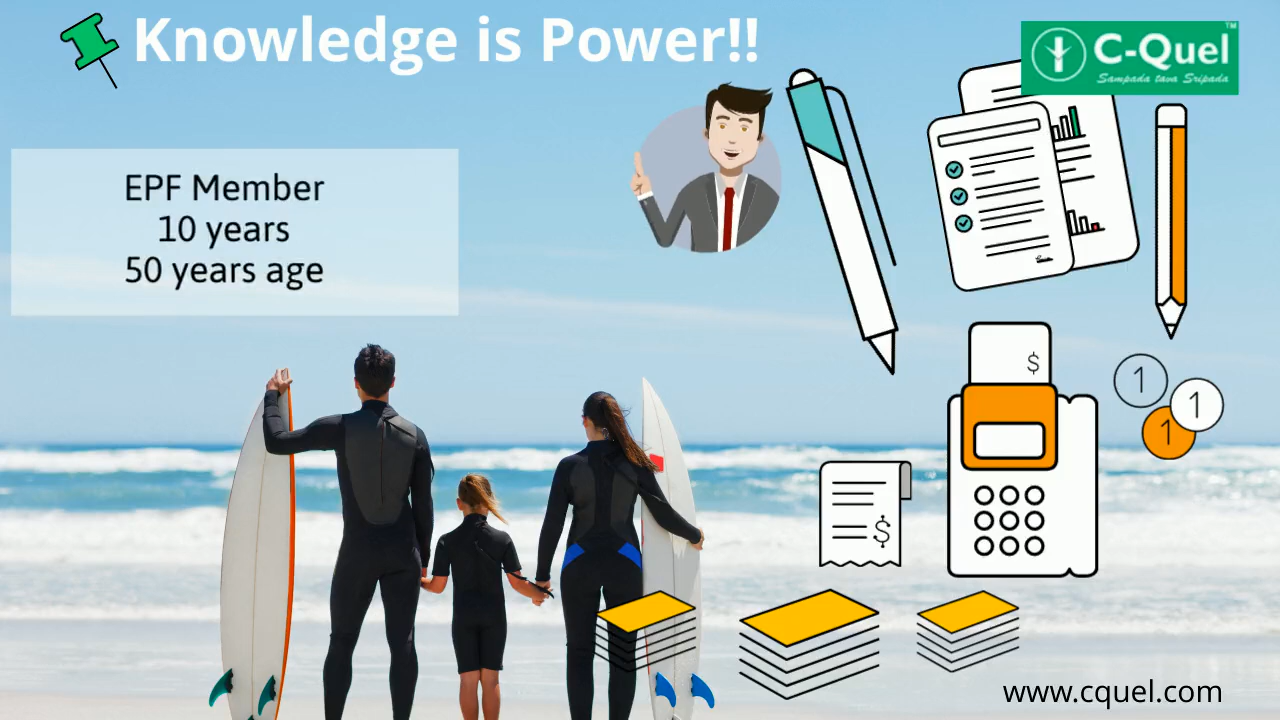 Knowledge is Power!!
C-Quel
TM
Sampada tava Sripada
EPF Member
10 years
50 years age
$
1
1
1
$
www.cquel.com